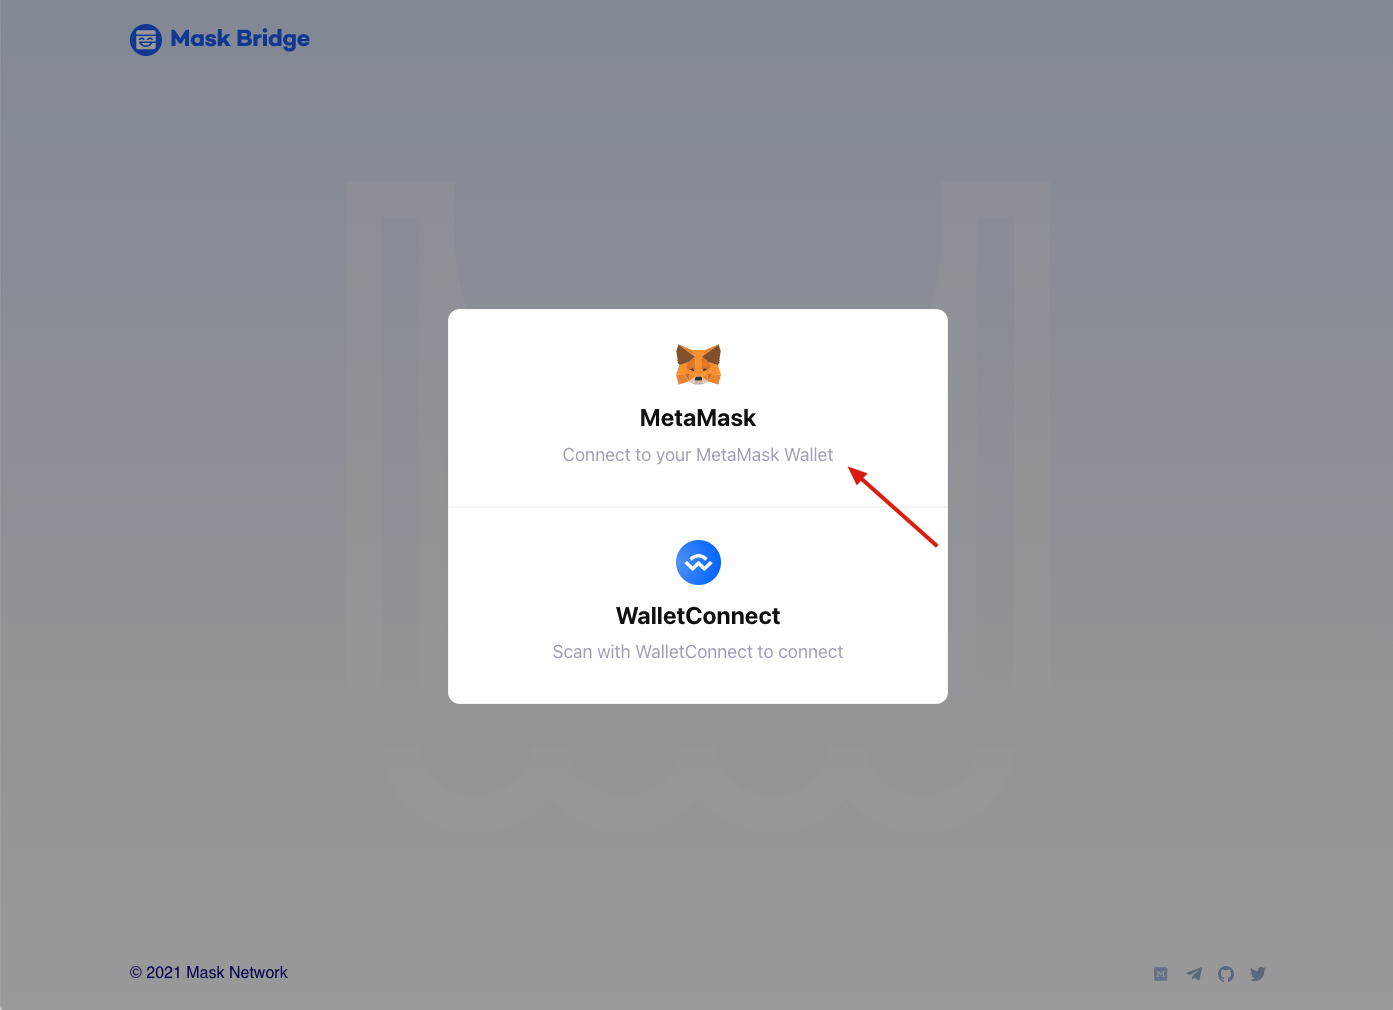 Mask Bridge
MetaMask
Connect to your MetaMask Wallet
WalletConnect
Scan with WalletConnect to connect
© 2021 Mask Network